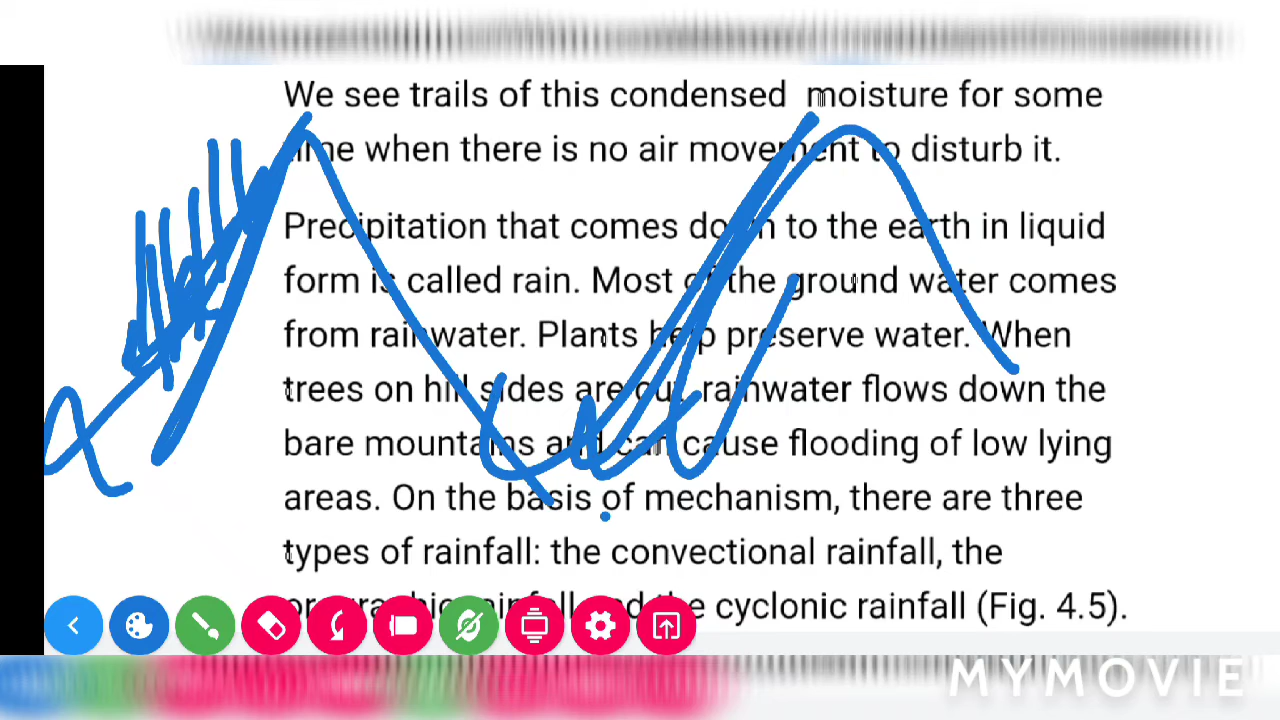 We see trails of this condensed moisture for some
time when there is no air movement to disturb it.
Precipitation that comes down to the earth in liquid
form is called rain. Most of the ground water comes
from rainwater. Plants help preserve water. When
trees on hill sides are cut, rainwater flows down the
bare mountains and can cause flooding of low lying
areas. On the basis of mechanism, there are three
types of rainfall: the convectional rainfall, the
orographic rainfall and the cyclonic rainfall (Fig. 4.5).
MYMOVIE